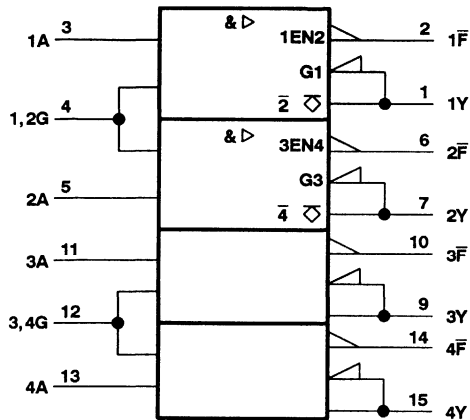 3 & ▷ 2
1A 1EN2 1F̅
G1
4 1
1,2G 2̅ ◇̅ 1Y
& ▷ 6
3EN4 2F̅
5 G3
2A 4̅ ◇̅ 7
2Y
11 10
3A 3F̅
12 9
3,4G 3Y
14
13 4F̅
4A 15
4Y